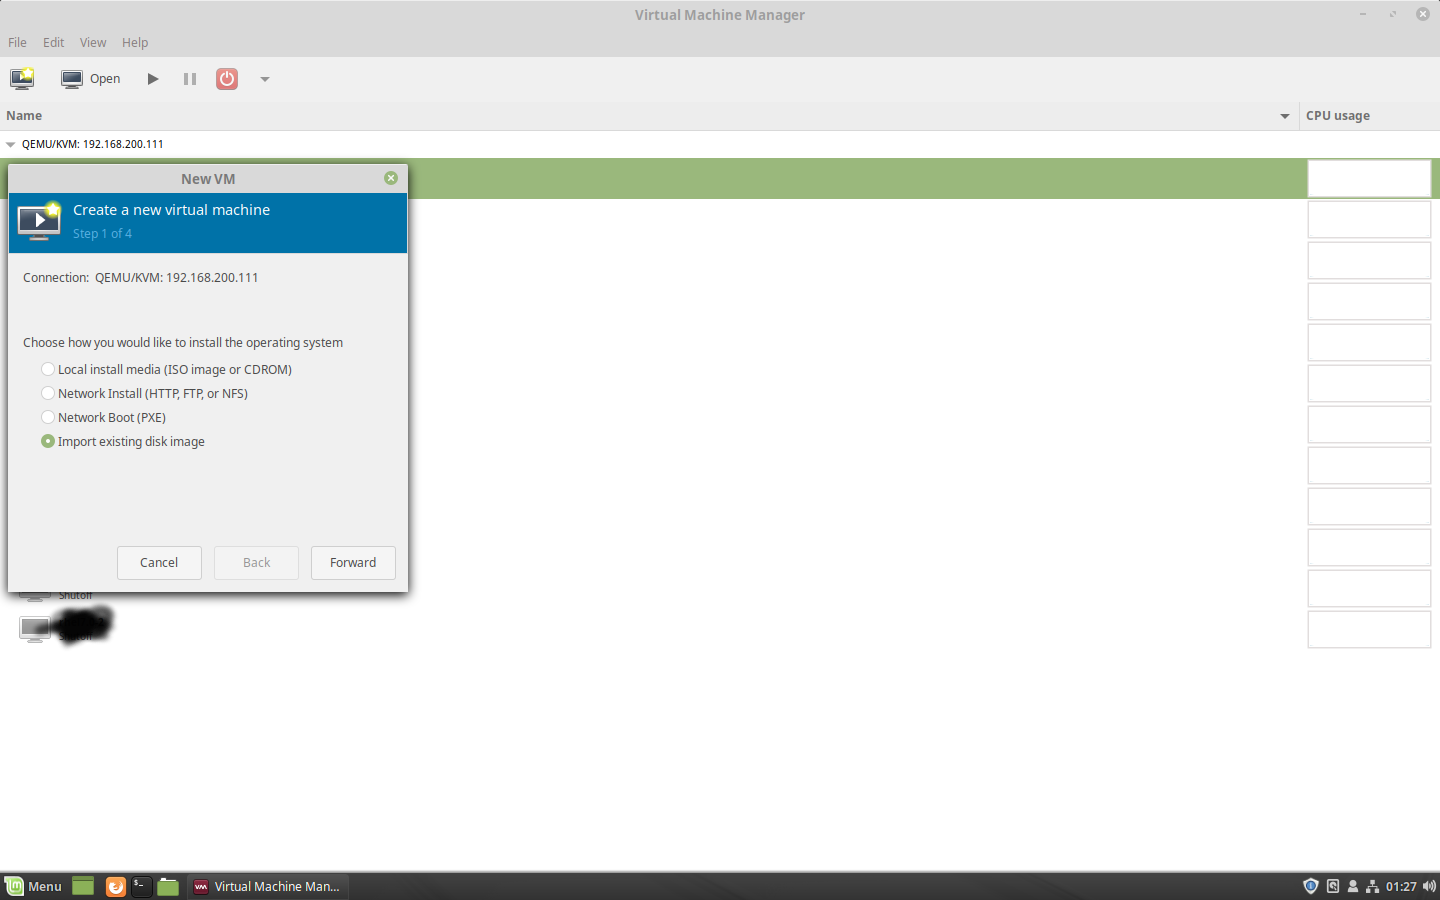 Virtual Machine Manager
File Edit View Help
Open
Name CPU usage
QEMU/KVM: 192.168.200.111
New VM
Create a new virtual machine
Step 1 of 4
Connection: QEMU/KVM: 192.168.200.111
Choose how you would like to install the operating system
Local install media (ISO image or CDROM)
Network Install (HTTP, FTP, or NFS)
Network Boot (PXE)
Import existing disk image
Cancel Back Forward
Shutoff
Shutoff
Menu Virtual Machine Man... 01:27